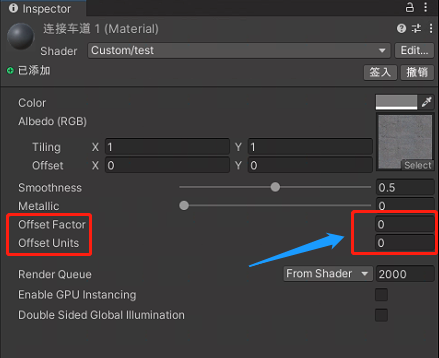 Inspector
连接车道 1 (Material)
Shader Custom/test Edit...
已添加 签入 撤销
Color
Albedo (RGB)
Tiling X 1 Y 1
Offset X 0 Y 0
Select
Smoothness 0.5
Metallic 0
Offset Factor 0
Offset Units 0
Render Queue From Shader 2000
Enable GPU Instancing
Double Sided Global Illumination